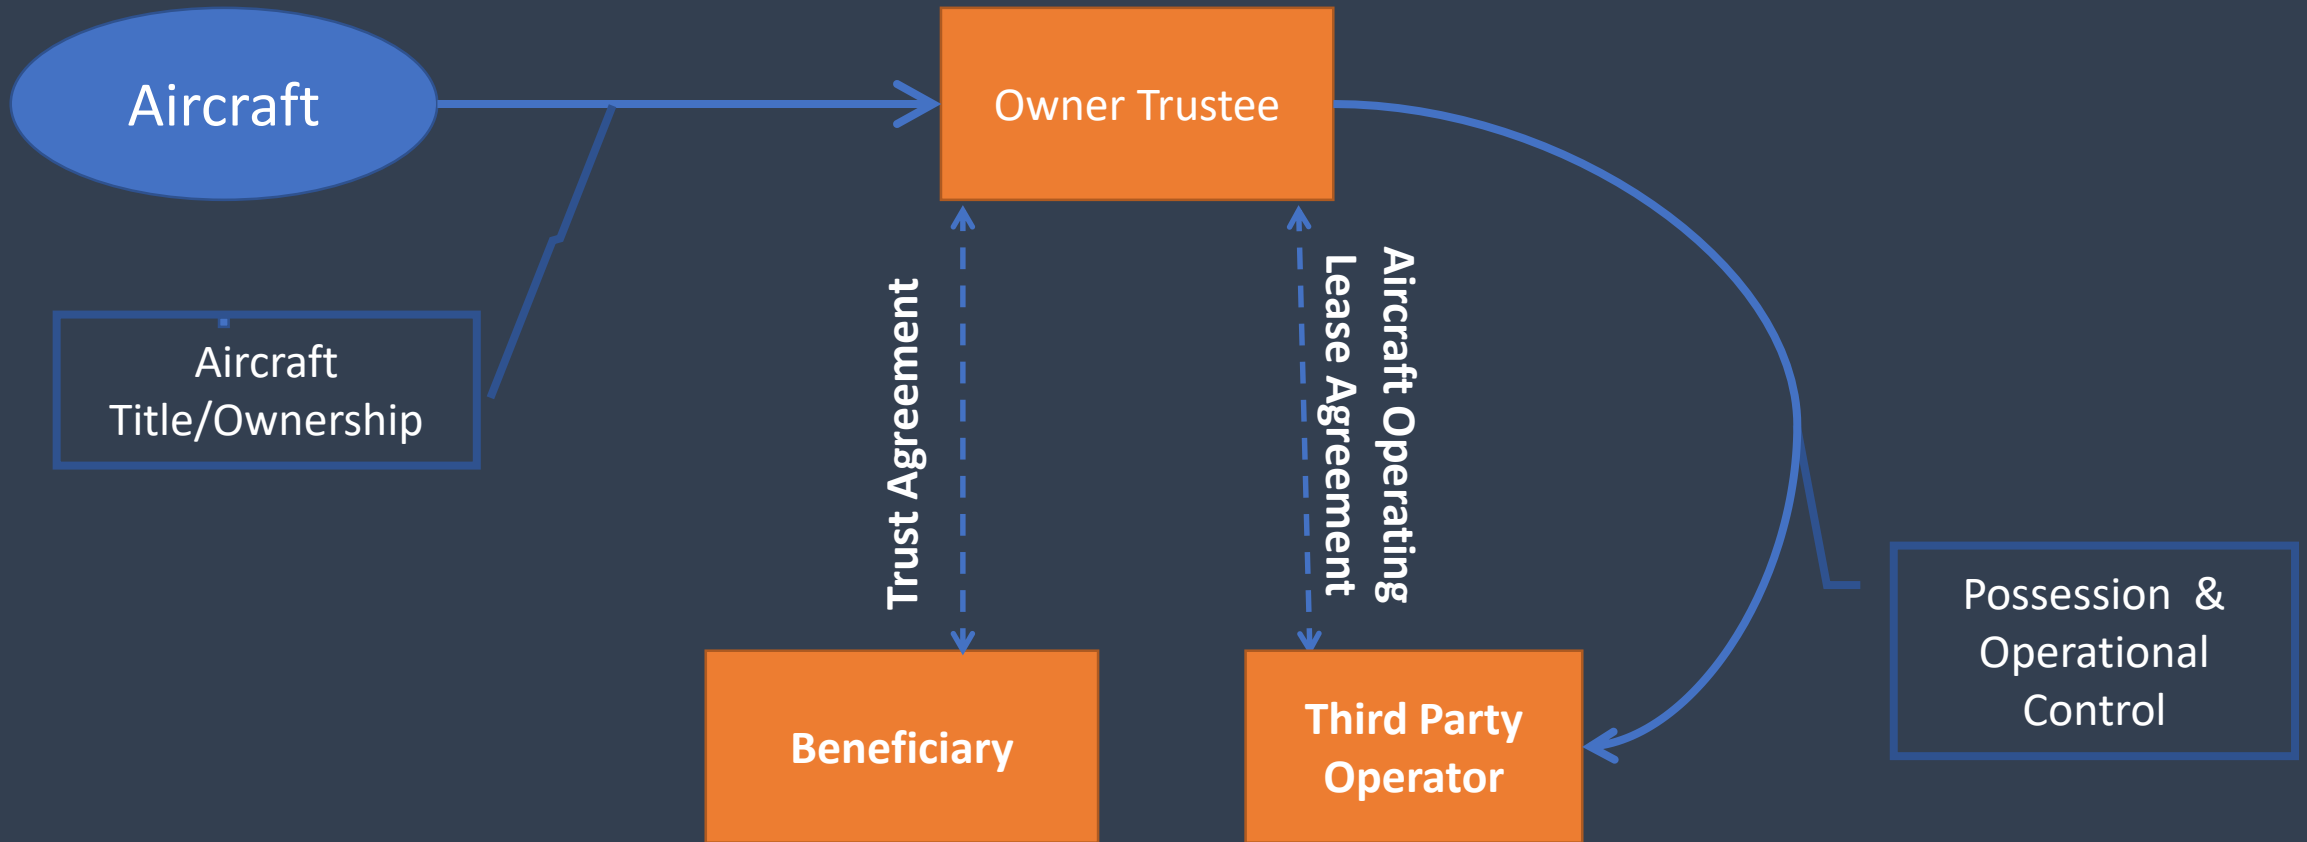 Aircraft
Owner Trustee
Aircraft
Title/Ownership
Trust Agreement
Aircraft Operating
Lease Agreement
Possession & 
Operational
Control
Beneficiary
Third Party
Operator